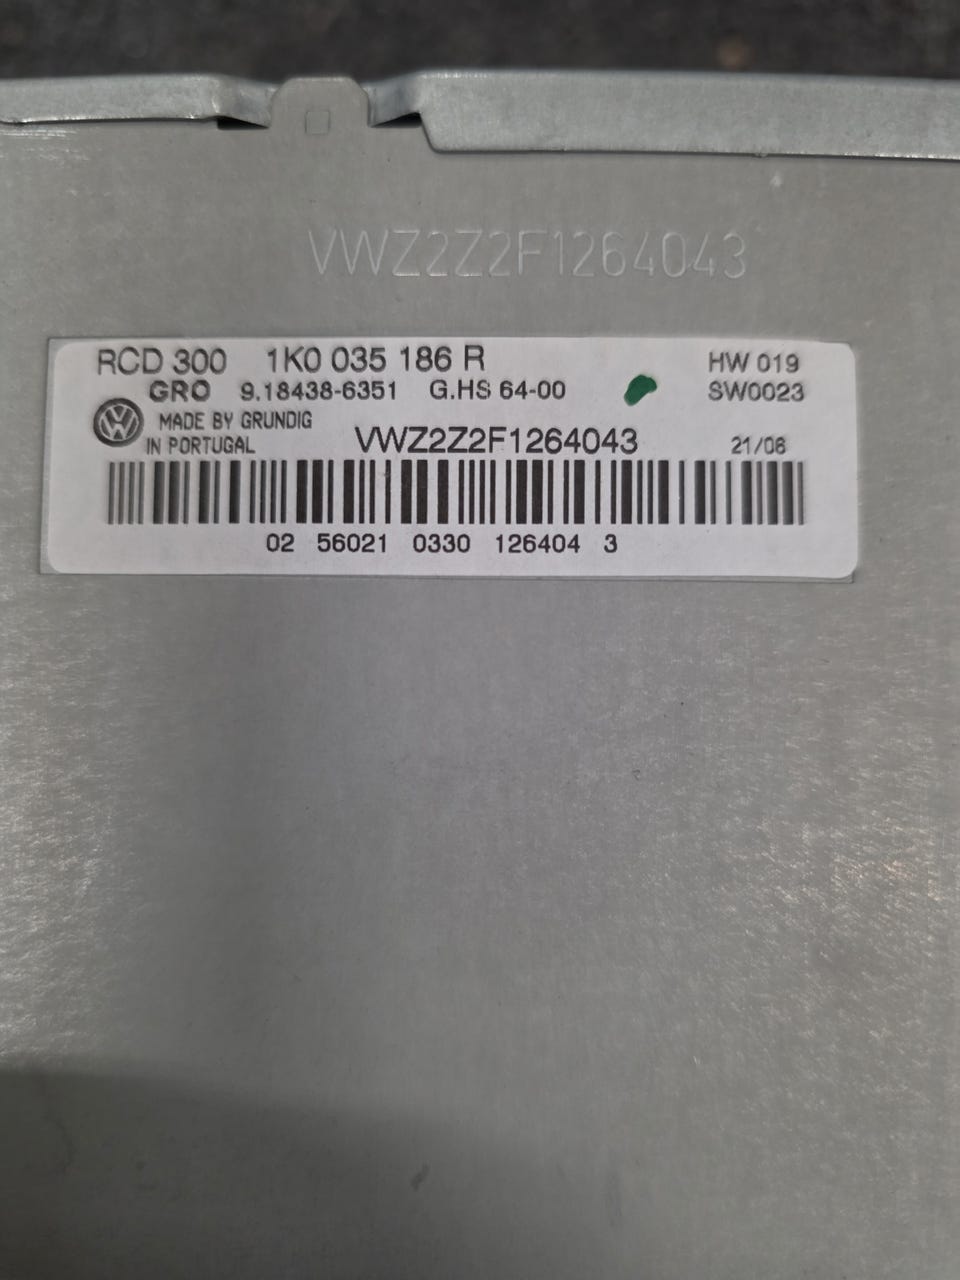 VWZ2Z2F1264043
RCD 300 1K0 035 186 R HW 019
GRO 9.18438-6351 G.HS 64-00 SW0023
MADE BY GRUNDIG
IN PORTUGAL VWZ2Z2F1264043 21/06
02 56021 0330 126404 3